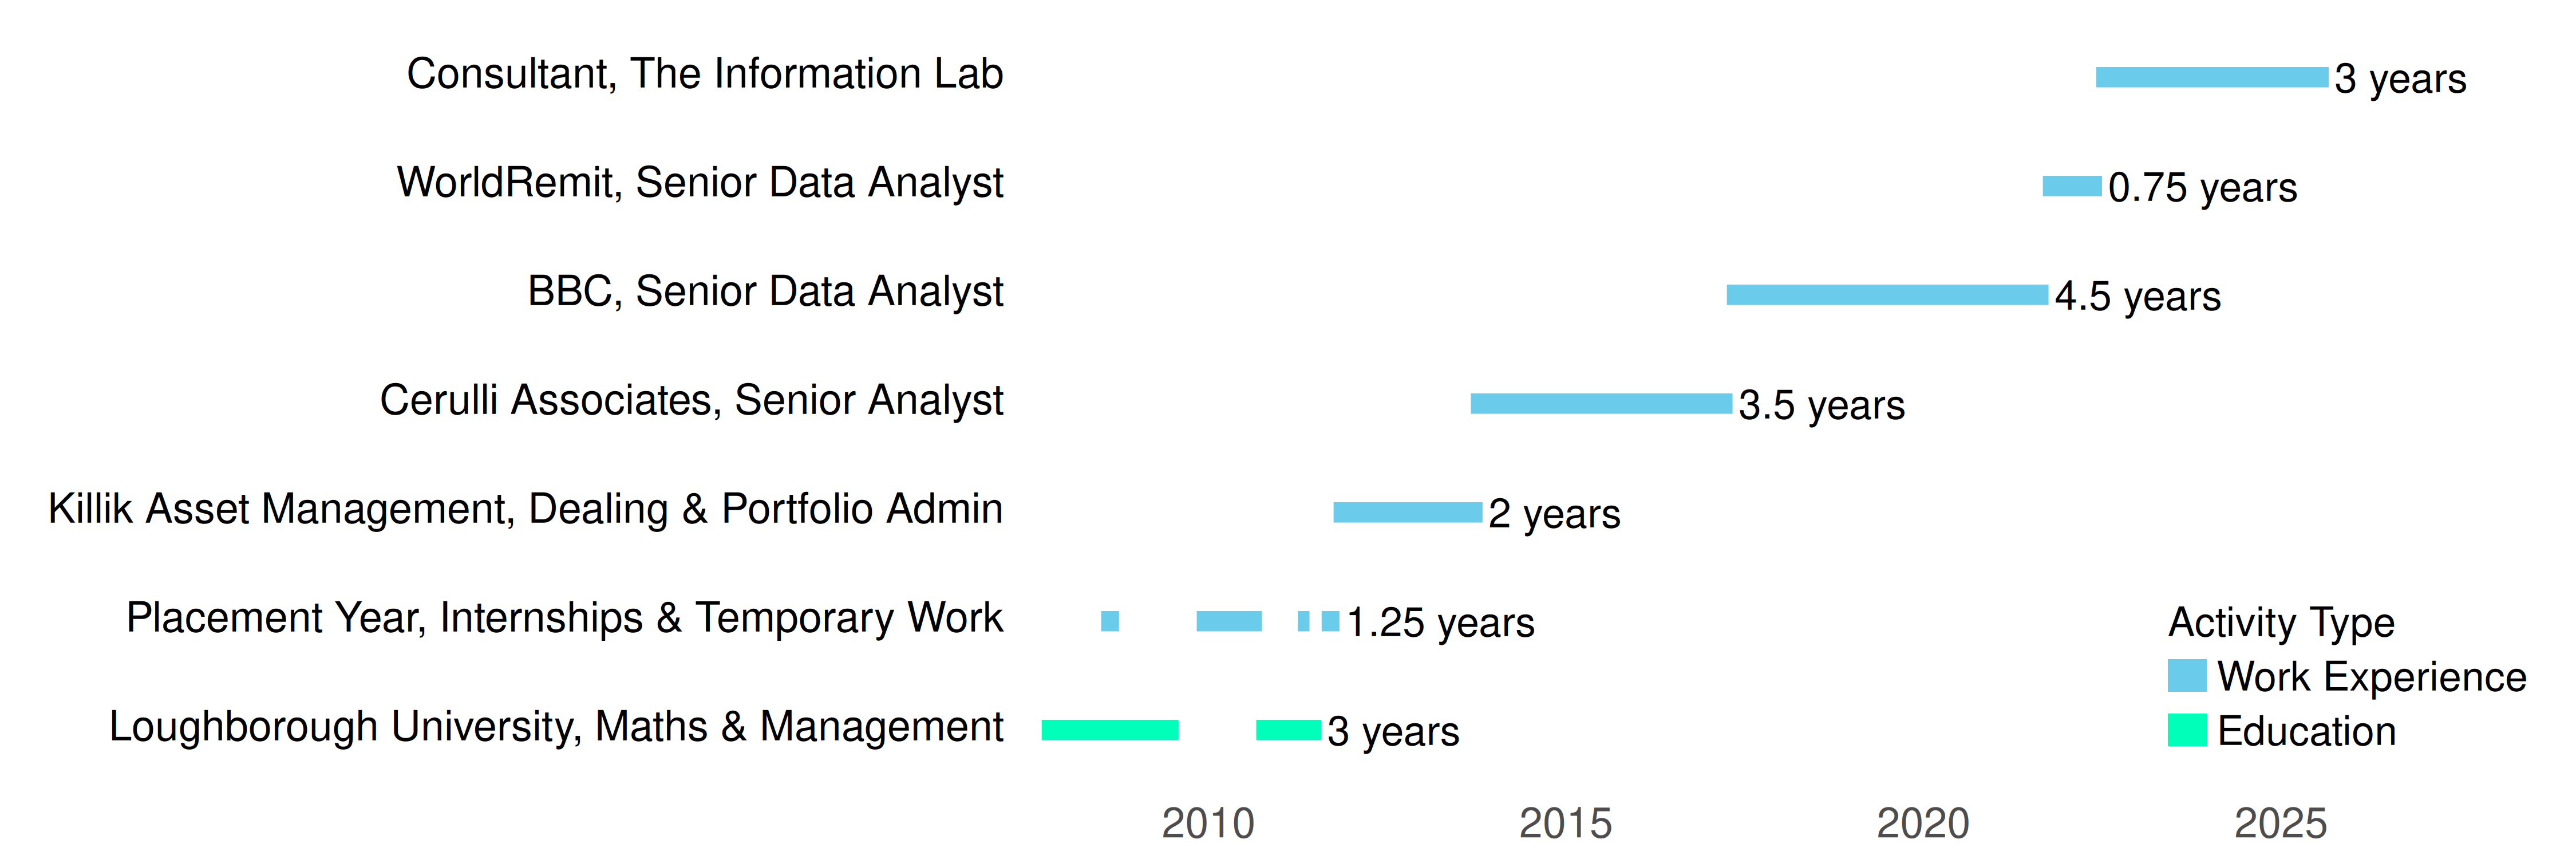 Consultant, The Information Lab
3 years
WorldRemit, Senior Data Analyst
0.75 years
BBC, Senior Data Analyst
4.5 years
Cerulli Associates, Senior Analyst
3.5 years
Killik Asset Management, Dealing & Portfolio Admin
2 years
Placement Year, Internships & Temporary Work
1.25 years
Loughborough University, Maths & Management
3 years
Activity Type
Work Experience
Education
2010
2015
2020
2025